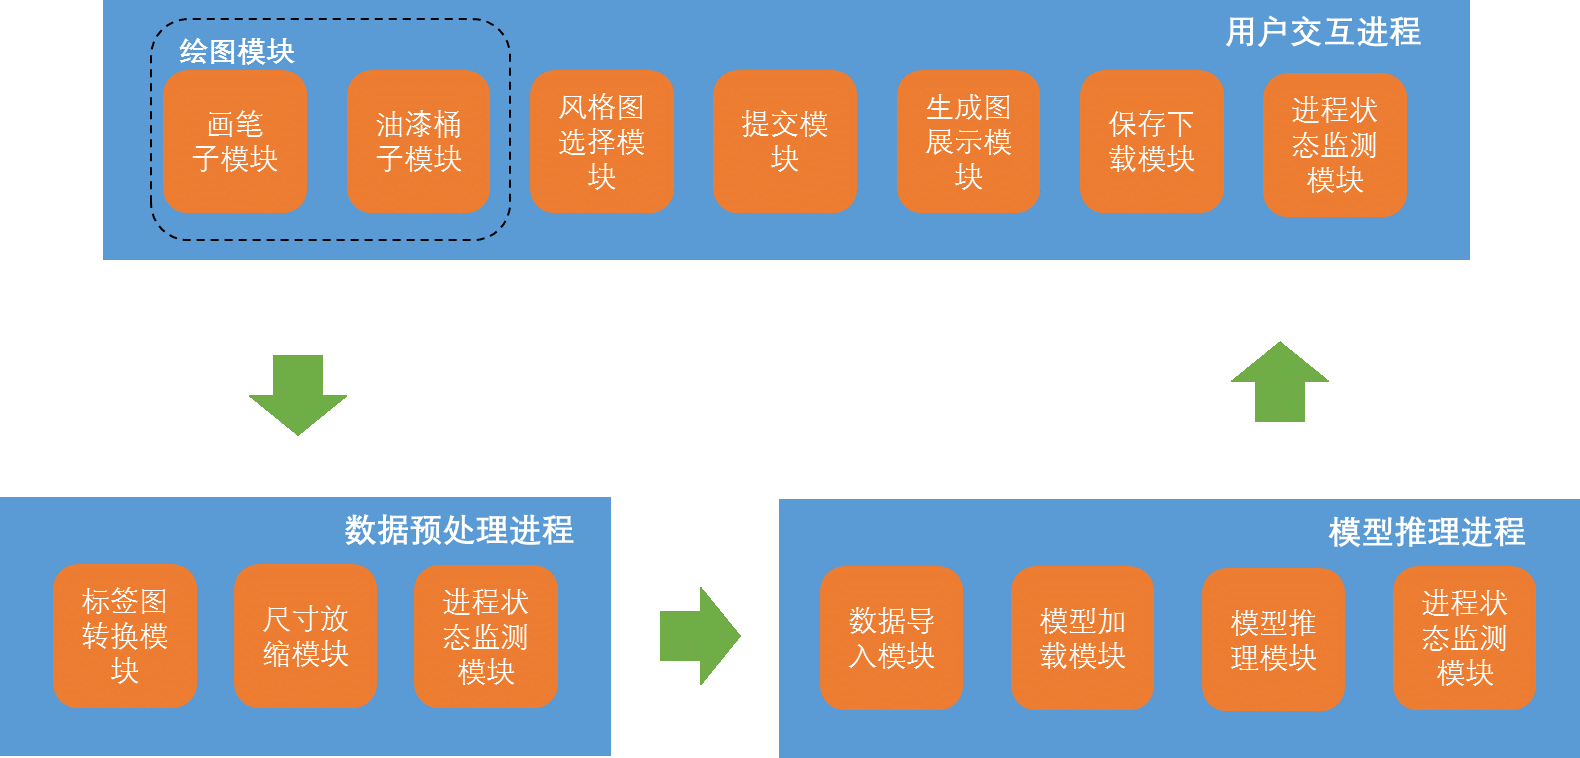 用户交互进程
绘图模块
画笔
子模块
油漆桶
子模块
风格图
选择模
块
提交模
块
生成图
展示模
块
保存下
载模块
进程状
态监测
模块
数据预处理进程
标签图
转换模
块
尺寸放
缩模块
进程状
态监测
模块
模型推理进程
数据导
入模块
模型加
载模块
模型推
理模块
进程状
态监测
模块